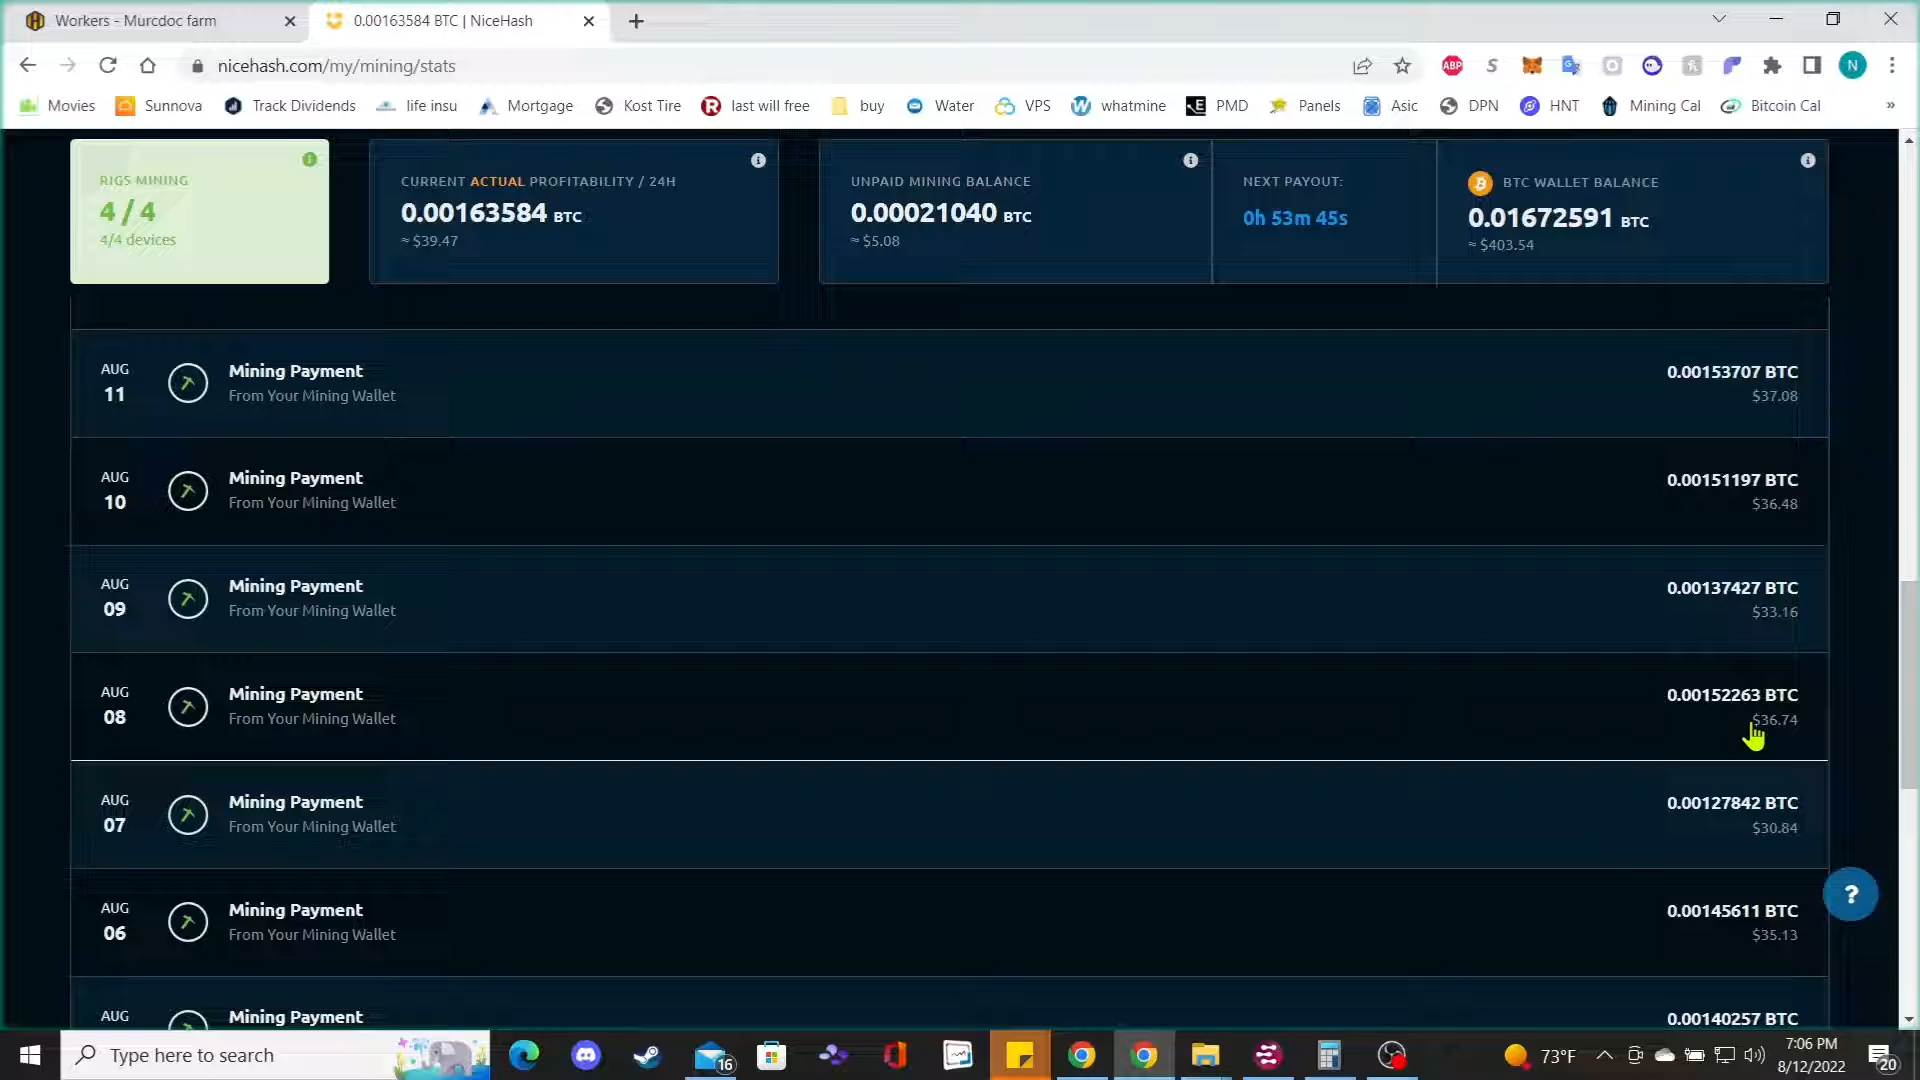 Workers - Murcdoc farm
0.00163584 BTC | NiceHash
nicehash.com/my/mining/stats
ABP
S
N
Movies Sunnova Track Dividends life insu Mortgage Kost Tire last will free buy Water VPS whatmine PMD Panels Asic DPN HNT Mining Cal Bitcoin Cal »
RIGS MINING
4 / 4
4/4 devices
CURRENT ACTUAL PROFITABILITY / 24H
0.00163584 BTC
≈ $39.47
UNPAID MINING BALANCE
0.00021040 BTC
≈ $5.08
NEXT PAYOUT:
0h 53m 45s
BTC WALLET BALANCE
0.01672591 BTC
≈ $403.54
AUG
11
Mining Payment
From Your Mining Wallet
0.00153707 BTC
$37.08
AUG
10
Mining Payment
From Your Mining Wallet
0.00151197 BTC
$36.48
AUG
09
Mining Payment
From Your Mining Wallet
0.00137427 BTC
$33.16
AUG
08
Mining Payment
From Your Mining Wallet
0.00152263 BTC
$36.74
AUG
07
Mining Payment
From Your Mining Wallet
0.00127842 BTC
$30.84
AUG
06
Mining Payment
From Your Mining Wallet
0.00145611 BTC
$35.13
AUG
Mining Payment
0.00140257 BTC
?
Type here to search
16
73°F
7:06 PM
8/12/2022
20